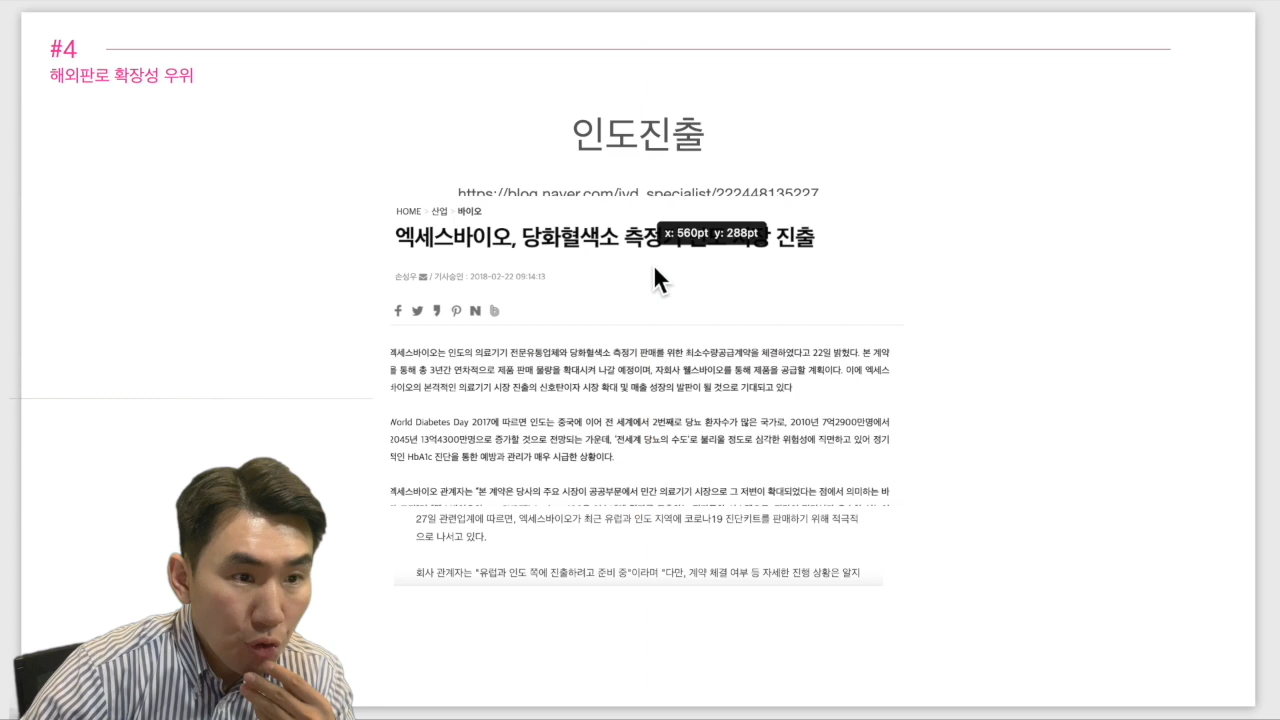 #4
해외판로 확장성 우위
인도진출
https://blog.naver.com/ivd_specialist/222448135227
HOME > 산업 > 바이오
엑세스바이오, 당화혈색소 측정기 인도 시장 진출
x: 560pt y: 288pt
손성우 / 기사승인 : 2018-02-22 09:14:13
엑세스바이오는 인도의 의료기기 전문유통업체와 당화혈색소 측정기 판매를 위한 최소수량공급계약을 체결하였다고 22일 밝혔다. 본 계약
을 통해 총 3년간 연차적으로 제품 판매 물량을 확대시켜 나갈 예정이며, 자회사 웰스바이오를 통해 제품을 공급할 계획이다. 이에 엑세스
바이오의 본격적인 의료기기 시장 진출의 신호탄이자 시장 확대 및 매출 성장의 발판이 될 것으로 기대되고 있다
World Diabetes Day 2017에 따르면 인도는 중국에 이어 전 세계에서 2번째로 당뇨 환자수가 많은 국가로, 2010년 7억2900만명에서
2045년 13억4300만명으로 증가할 것으로 전망되는 가운데, '전세계 당뇨의 수도'로 불리울 정도로 심각한 위험성에 직면하고 있어 정기
적인 HbA1c 진단을 통한 예방과 관리가 매우 시급한 상황이다.
엑세스바이오 관계자는 "본 계약은 당사의 주요 시장이 공공부문에서 민간 의료기기 시장으로 그 저변이 확대되었다는 점에서 의미하는 바
27일 관련업계에 따르면, 엑세스바이오가 최근 유럽과 인도 지역에 코로나19 진단키트를 판매하기 위해 적극적
으로 나서고 있다.
회사 관계자는 "유럽과 인도 쪽에 진출하려고 준비 중"이라며 "다만, 계약 체결 여부 등 자세한 진행 상황은 알지